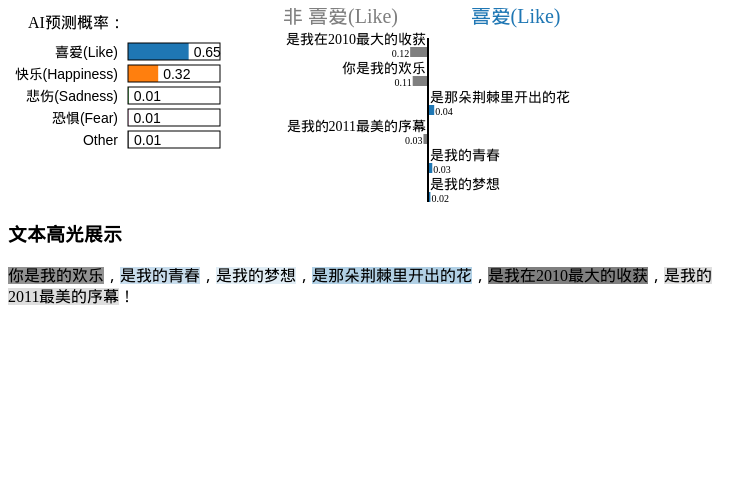 AI预测概率：
喜爱(Like) 0.65
快乐(Happiness) 0.32
悲伤(Sadness) 0.01
恐惧(Fear) 0.01
Other 0.01
非 喜爱(Like) 喜爱(Like)
是我在2010最大的收获
0.12
你是我的欢乐
0.11
是那朵荆棘里开出的花
0.04
是我的2011最美的序幕
0.03
是我的青春
0.03
是我的梦想
0.02
文本高光展示
你是我的欢乐，是我的青春，是我的梦想，是那朵荆棘里开出的花，是我在2010最大的收获，是我的
2011最美的序幕！